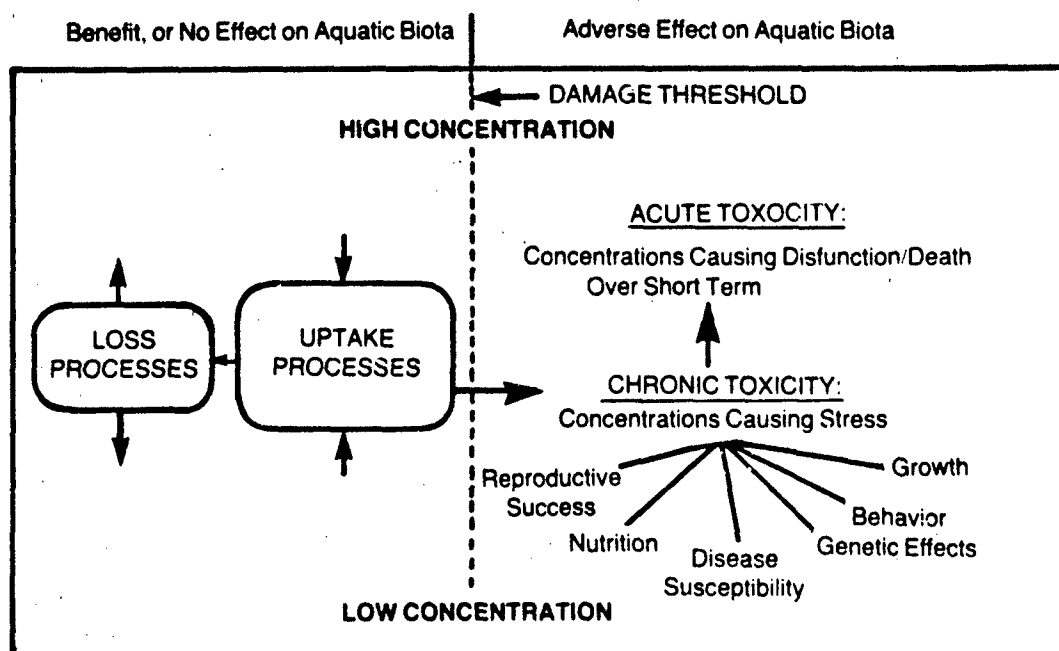 Benefit, or No Effect on Aquatic Biota
Adverse Effect on Aquatic Biota
DAMAGE THRESHOLD
HIGH CONCENTRATION
ACUTE TOXOCITY:
Concentrations Causing Disfunction/Death
Over Short Term
LOSS
PROCESSES
UPTAKE
PROCESSES
CHRONIC TOXICITY:
Concentrations Causing Stress
Reproductive
Success
Nutrition
Disease
Susceptibility
Genetic Effects
Behavior
Growth
LOW CONCENTRATION